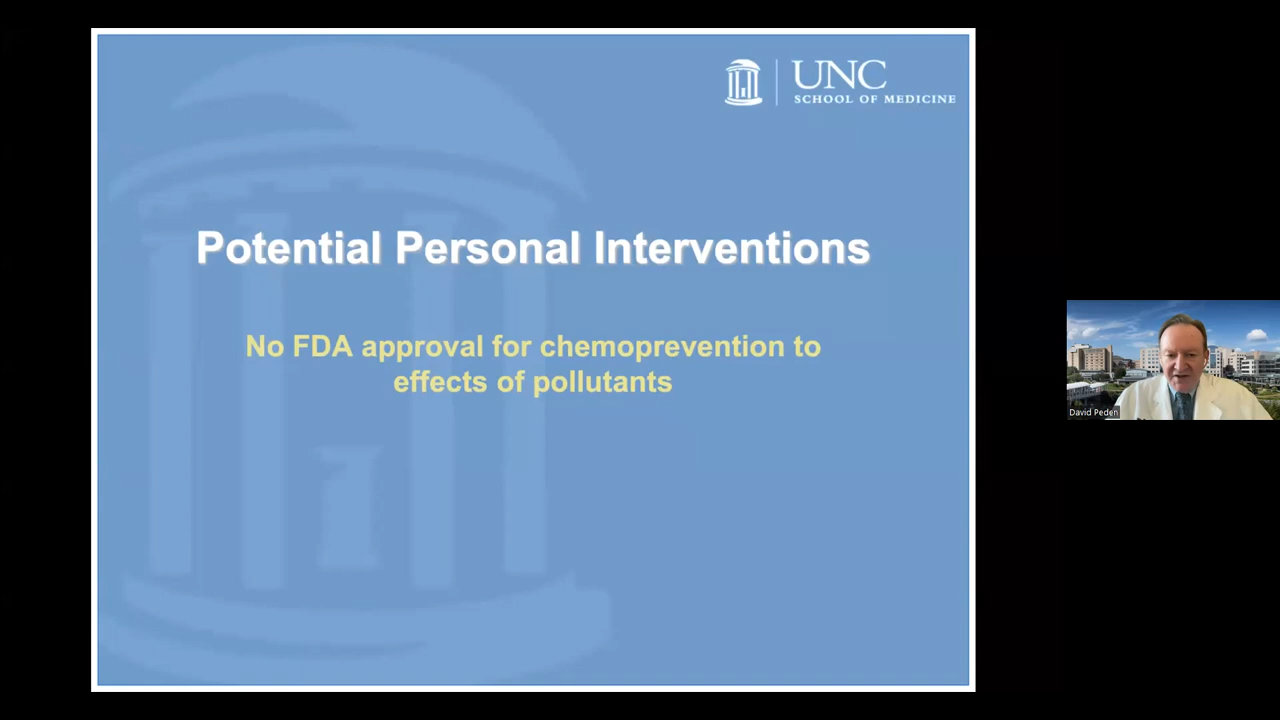 UNC
SCHOOL OF MEDICINE
Potential Personal Interventions
No FDA approval for chemoprevention to
effects of pollutants
David Peden